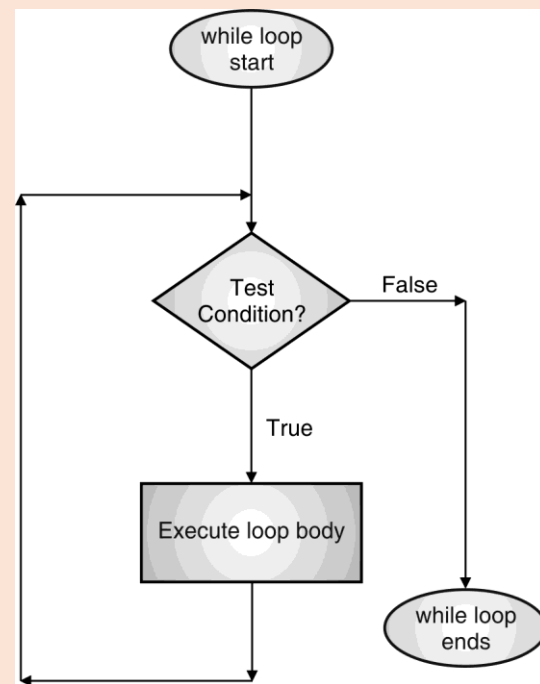 while loop
start
Test
Condition?
False
True
Execute loop body
while loop
ends